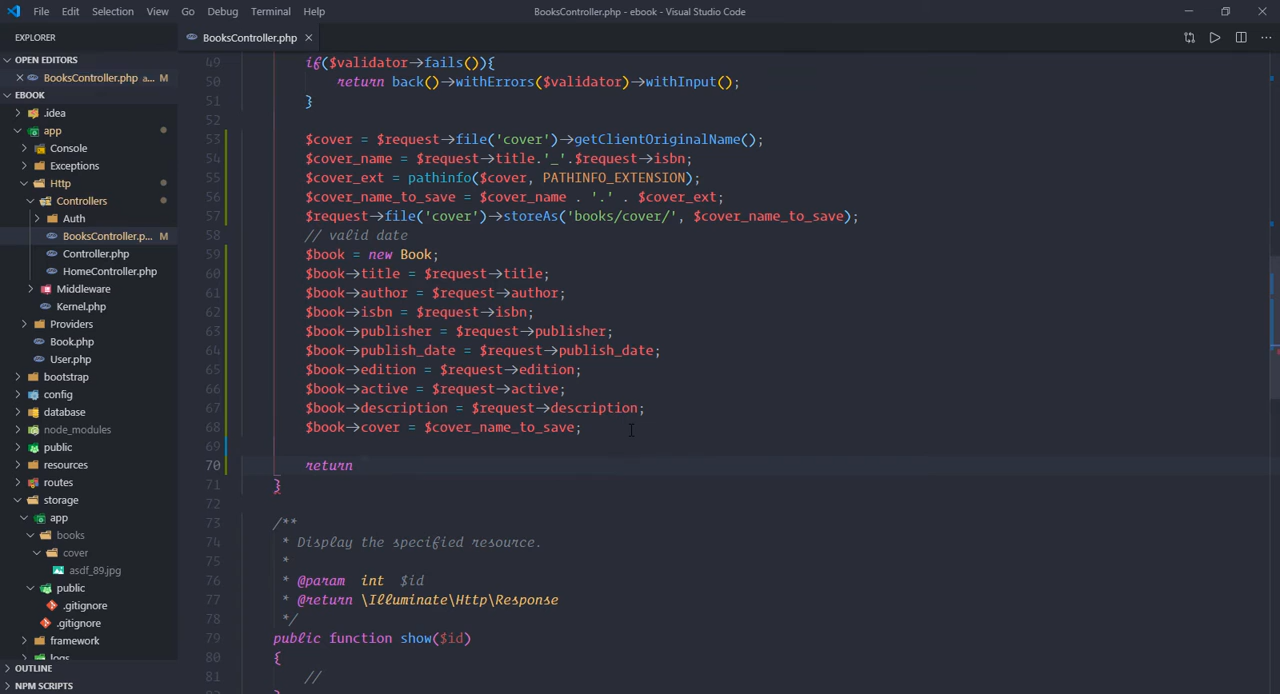 File Edit Selection View Go Debug Terminal Help
BooksController.php - ebook - Visual Studio Code
EXPLORER
BooksController.php
OPEN EDITORS
BooksController.php a... M
EBOOK
.idea
app
Console
Exceptions
Http
Controllers
Auth
BooksController.p... M
Controller.php
HomeController.php
Middleware
Kernel.php
Providers
Book.php
User.php
bootstrap
config
database
node_modules
public
resources
routes
storage
app
books
cover
asdf_89.jpg
public
.gitignore
.gitignore
framework
logs
OUTLINE
NPM SCRIPTS
49 if($validator->fails()){
50 return back()->withErrors($validator)->withInput();
51 }
52
53 $cover = $request->file('cover')->getClientOriginalName();
54 $cover_name = $request->title.'_'.$request->isbn;
55 $cover_ext = pathinfo($cover, PATHINFO_EXTENSION);
56 $cover_name_to_save = $cover_name . '.' . $cover_ext;
57 $request->file('cover')->storeAs('books/cover/', $cover_name_to_save);
58 // valid date
59 $book = new Book;
60 $book->title = $request->title;
61 $book->author = $request->author;
62 $book->isbn = $request->isbn;
63 $book->publisher = $request->publisher;
64 $book->publish_date = $request->publish_date;
65 $book->edition = $request->edition;
66 $book->active = $request->active;
67 $book->description = $request->description;
68 $book->cover = $cover_name_to_save;
69
70 return
71 }
72
73 /**
74 * Display the specified resource.
75 *
76 * @param int $id
77 * @return \Illuminate\Http\Response
78 */
79 public function show($id)
80 {
81 //